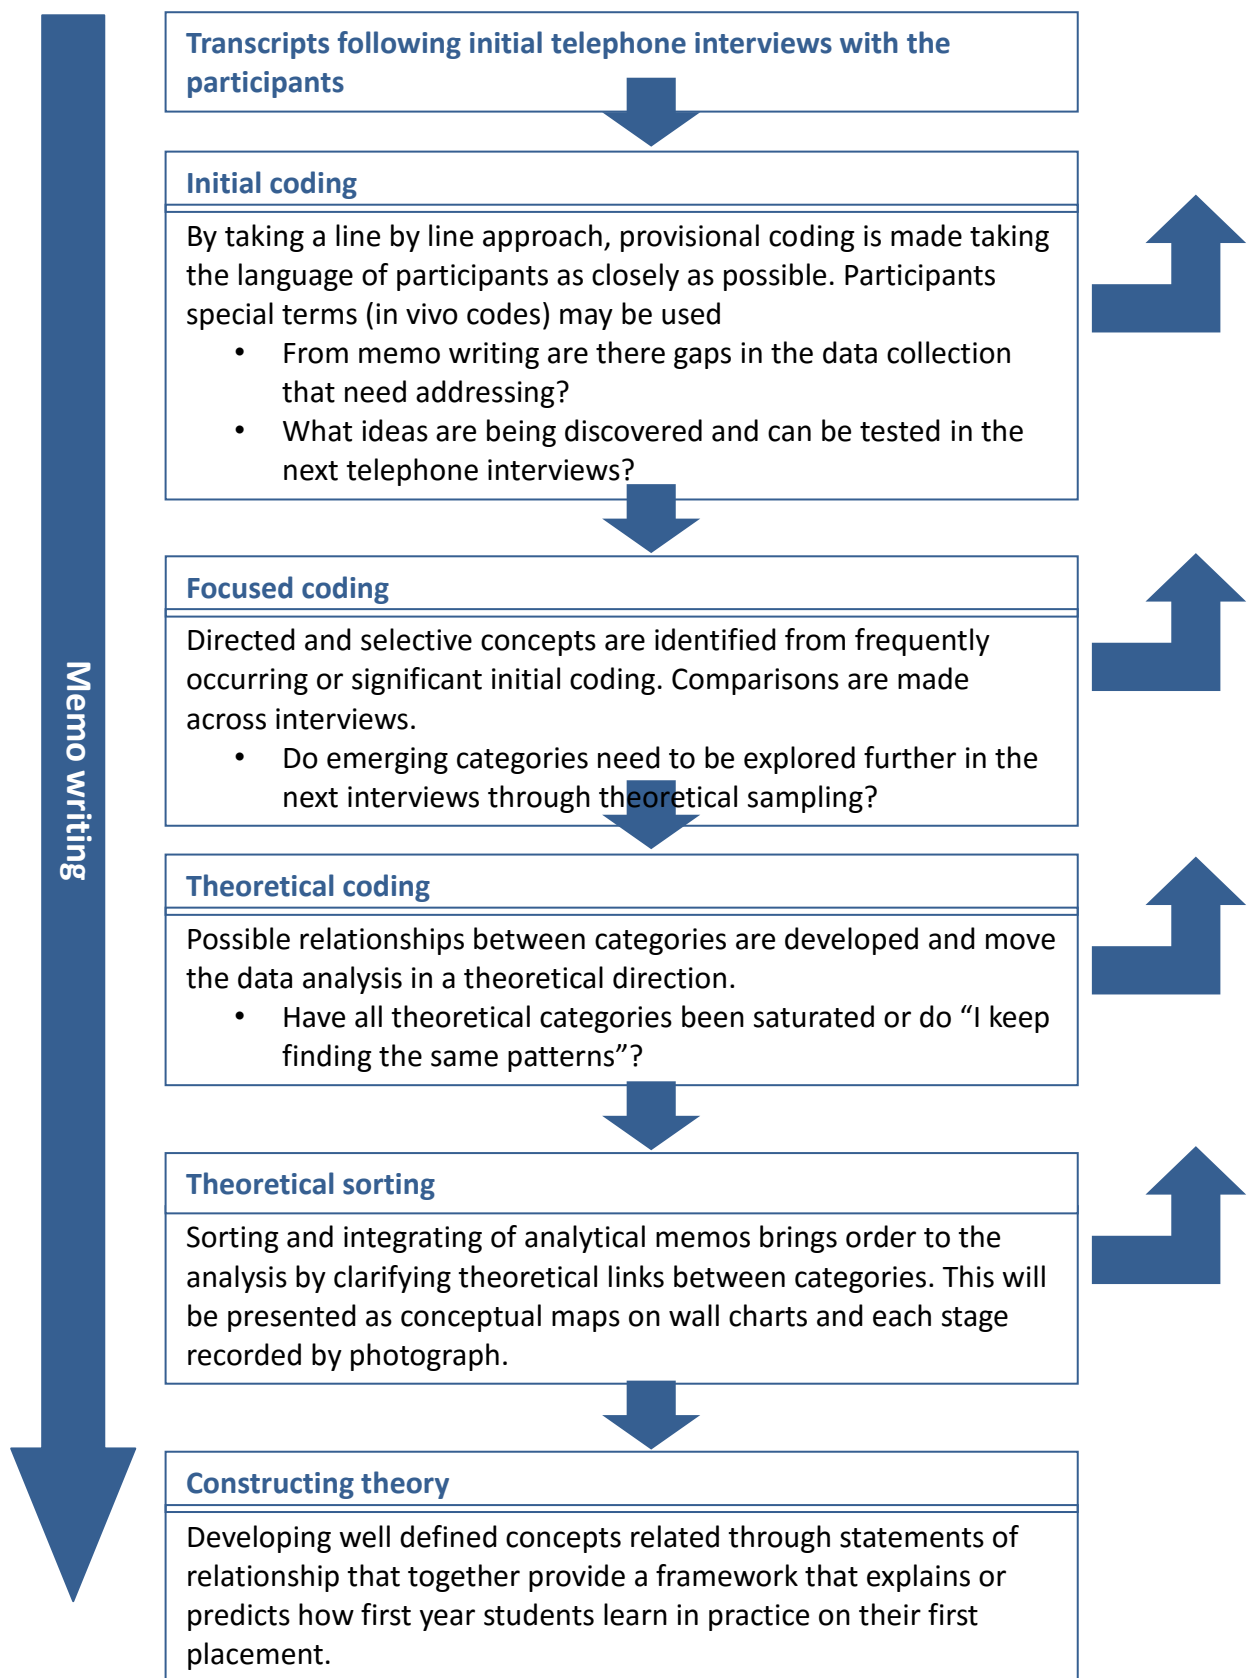 Transcripts following initial telephone interviews with the
participants
Initial coding
By taking a line by line approach, provisional coding is made taking
the language of participants as closely as possible. Participants
special terms (in vivo codes) may be used
• From memo writing are there gaps in the data collection
that need addressing?
• What ideas are being discovered and can be tested in the
next telephone interviews?
Focused coding
Directed and selective concepts are identified from frequently
occurring or significant initial coding. Comparisons are made
across interviews.
• Do emerging categories need to be explored further in the
next interviews through theoretical sampling?
Memo writing
Theoretical coding
Possible relationships between categories are developed and move
the data analysis in a theoretical direction.
• Have all theoretical categories been saturated or do “I keep
finding the same patterns”?
Theoretical sorting
Sorting and integrating of analytical memos brings order to the
analysis by clarifying theoretical links between categories. This will
be presented as conceptual maps on wall charts and each stage
recorded by photograph.
Constructing theory
Developing well defined concepts related through statements of
relationship that together provide a framework that explains or
predicts how first year students learn in practice on their first
placement.